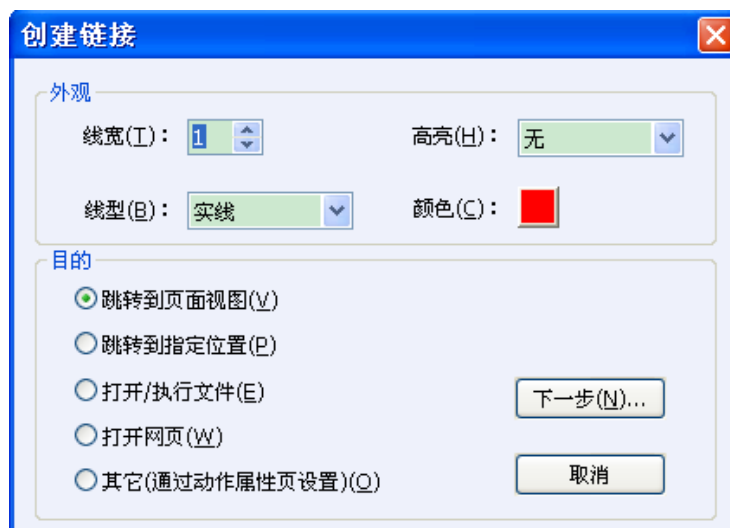 创建链接
外观
线宽(T)： 1 高亮(H)： 无
线型(B)： 实线 颜色(C)：
目的
跳转到页面视图(V)
跳转到指定位置(P)
打开/执行文件(E)
下一步(N)...
打开网页(W)
其它(通过动作属性页设置)(O)
取消